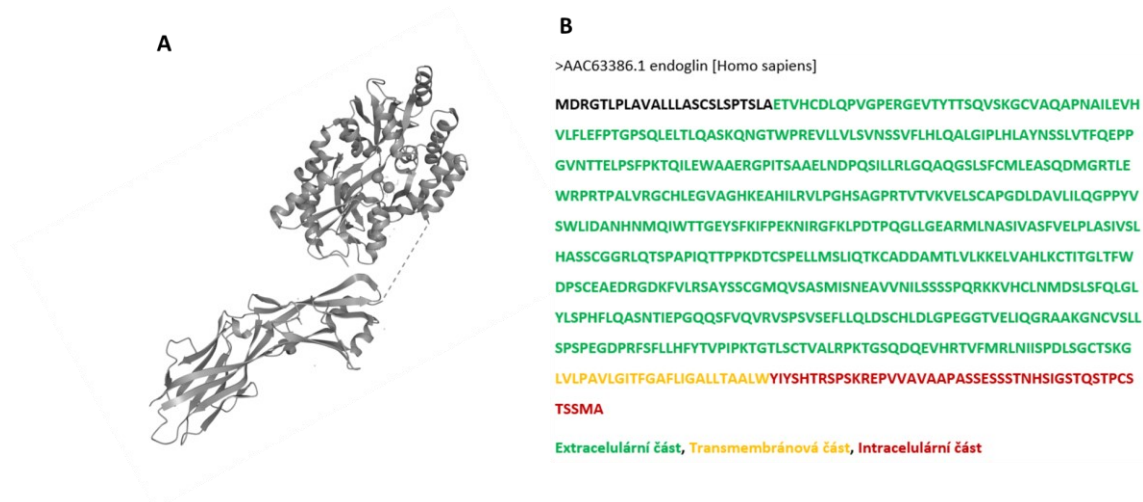 A
B
>AAC63386.1 endoglin [Homo sapiens]
MDRGTLPLAVALLLASCSLSPTSLAETVHCDLQPVGPERGEVTYTTSQVSKGCVAQAPNAILEVH
VLFLEFPTGPSQLELTLQASKQNGTWPREVLLVLSVNSSVFLHLQALGIPLHLAYNSSLVTFQEPP
GVNTTELPSFPKTQILEWAAERGPITSAAELNDPQSILLRLGQAQGSLSFCMLEASQDMGRTLE
WRPRTPALVRGCHLEGVAGHKEAHILRVLPGHSAGPRTVTVKVELSCAPGDLDAVLILQGPPYV
SWLIDANHNMQIWTTGEYSFKIFPEKNIRGFKLPDTPQGLLGEARMLNASIVASFVELPLASIVSL
HASSCGGRLQTSPAPIQTTPPKDTCSPELLMSLIQTKCADDAMTLVLKKELVAHLKCTITGLTFW
DPSCEAEDRGDKFVLRSAYSSCGMQVSASMISNEAVVNILSSSSPQRKKVHCLNMDSLSFQLGL
YLSPHFLQASNTIEPGQQSFVQVRVSPSVSEFLLQLDSCHLDLGPEGGTVELIQGRAAKGNCVSLL
SPSPEGDPRFSFLLHFYTVPIPKTGTLSCTVALRPKTGSQDQEVHRTVFMRLNIISPDLSGCTSKG
LVLPAVLGITFGAFLIGALLTAALWYIYSHTRSPSKREPVVAVAAPASSESSSTNHSIGSTQSTPCS
TSSMA
Extracelulární část, Transmembránová část, Intracelulární část